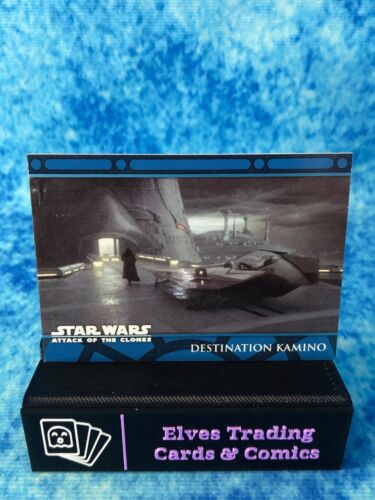 STAR WARS
ATTACK OF THE CLONES
DESTINATION KAMINO
Elves Trading
Cards & Comics